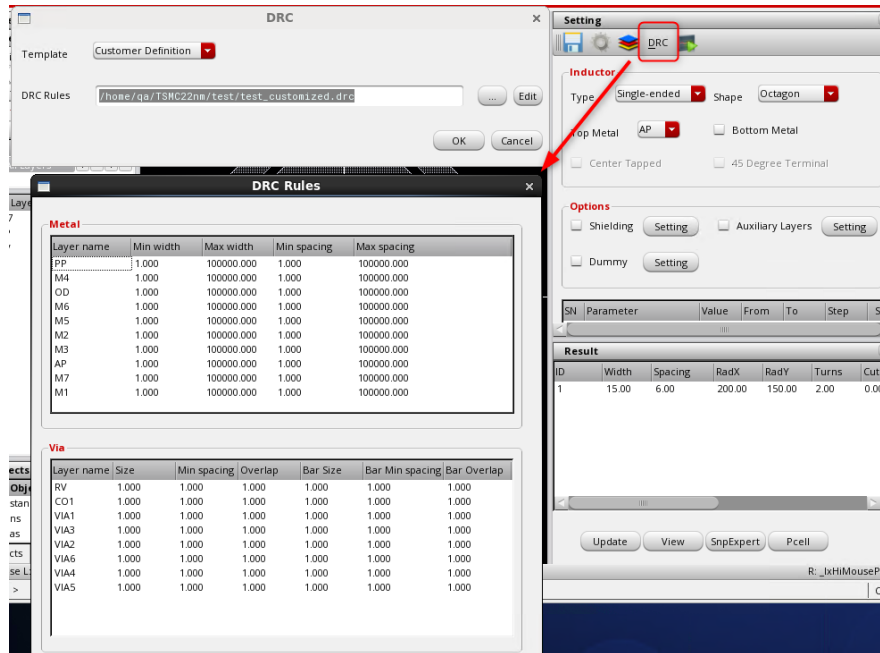 DRC
Template
Customer Definition
DRC Rules
/home/qa/TSMC22nm/test/test_customized.drc
...
Edit
OK
Cancel
Setting
DRC
Inductor
Type
Single-ended
Shape
Octagon
Top Metal
AP
Bottom Metal
Center Tapped
45 Degree Terminal
Options
Shielding
Setting
Auxiliary Layers
Setting
Dummy
Setting
SN Parameter Value From To Step S
Result
ID Width Spacing RadX RadY Turns Cut
1 15.00 6.00 200.00 150.00 2.00 0.00
Update
View
SnpExpert
Pcell
R: _lxHiMouseP
DRC Rules
Metal
Layer name Min width Max width Min spacing Max spacing
PP 1.000 100000.000 1.000 100000.000
M4 1.000 100000.000 1.000 100000.000
OD 1.000 100000.000 1.000 100000.000
M6 1.000 100000.000 1.000 100000.000
M5 1.000 100000.000 1.000 100000.000
M2 1.000 100000.000 1.000 100000.000
M3 1.000 100000.000 1.000 100000.000
AP 1.000 100000.000 1.000 100000.000
M7 1.000 100000.000 1.000 100000.000
M1 1.000 100000.000 1.000 100000.000
Via
Layer name Size Min spacing Overlap Bar Size Bar Min spacing Bar Overlap
RV 1.000 1.000 1.000 1.000 1.000 1.000
CO1 1.000 1.000 1.000 1.000 1.000 1.000
VIA1 1.000 1.000 1.000 1.000 1.000 1.000
VIA3 1.000 1.000 1.000 1.000 1.000 1.000
VIA2 1.000 1.000 1.000 1.000 1.000 1.000
VIA6 1.000 1.000 1.000 1.000 1.000 1.000
VIA4 1.000 1.000 1.000 1.000 1.000 1.000
VIA5 1.000 1.000 1.000 1.000 1.000 1.000
Laye
7
ects
Obje
stan
ns
as
cts
se L
>